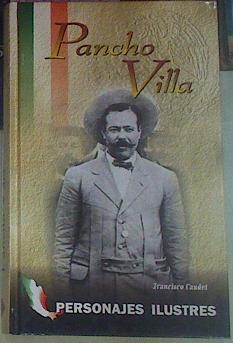 Pancho
Villa
Francisco Caudet
PERSONAJES ILUSTRES